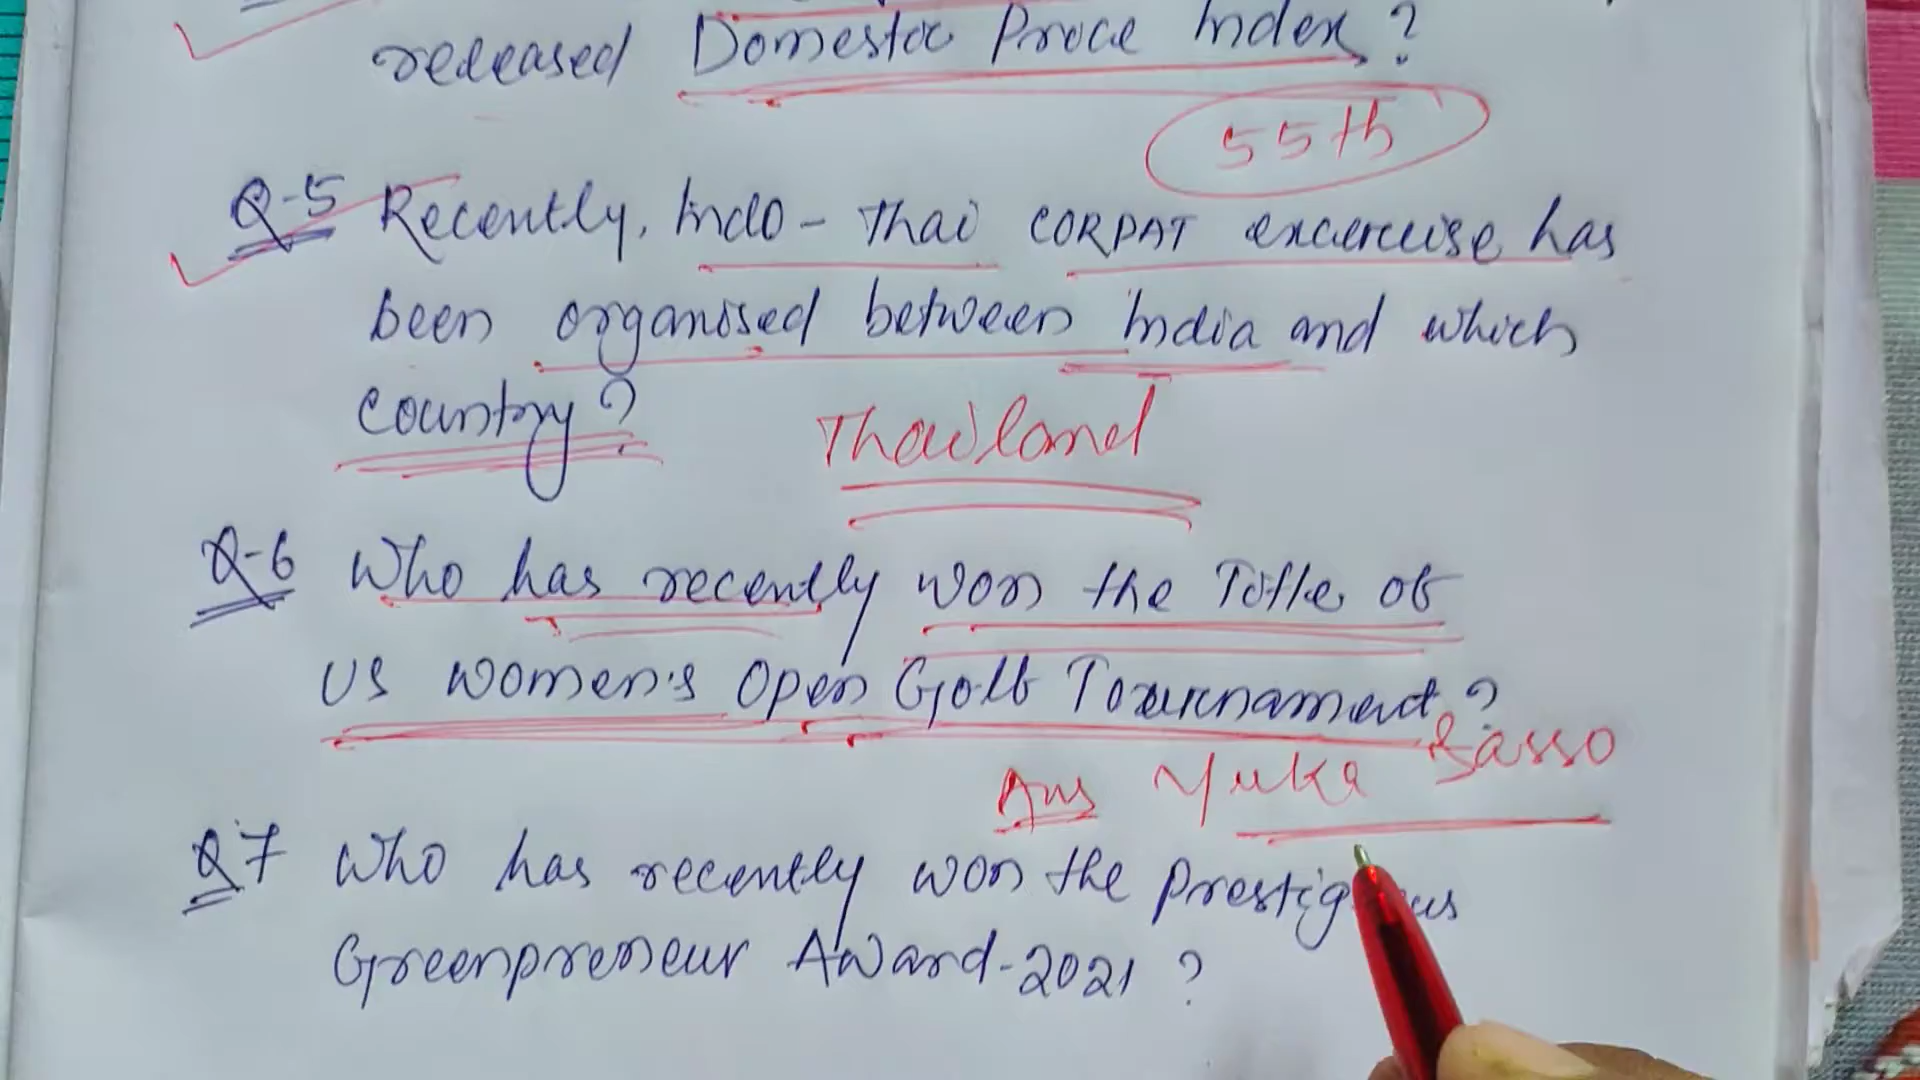 released Domestic Price Index?
55th
Q-5 Recently, Indo-Thai CORPAT excercise has
been organised between India and which
country?
Thailand
Q-6 Who has recently won the Title of
US women's Open Golf Tournament?
Ans Yuka Sasso
Q7 Who has recently won the
Greenpreneur Award-2021?